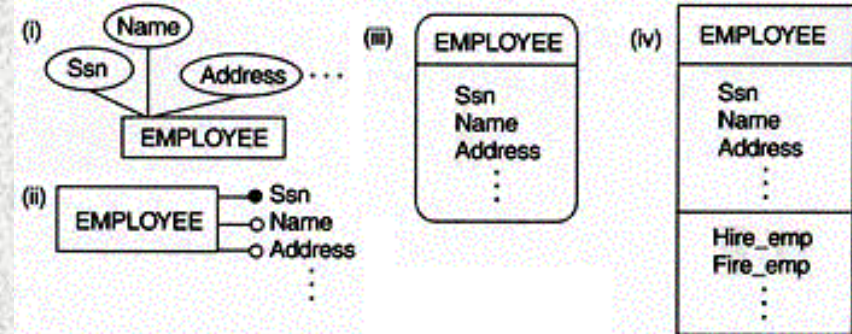 (i)
Name
Ssn
Address ...
EMPLOYEE
(ii)
EMPLOYEE
Ssn
Name
Address
(iii)
EMPLOYEE
Ssn
Name
Address
(iv)
EMPLOYEE
Ssn
Name
Address
Hire_emp
Fire_emp